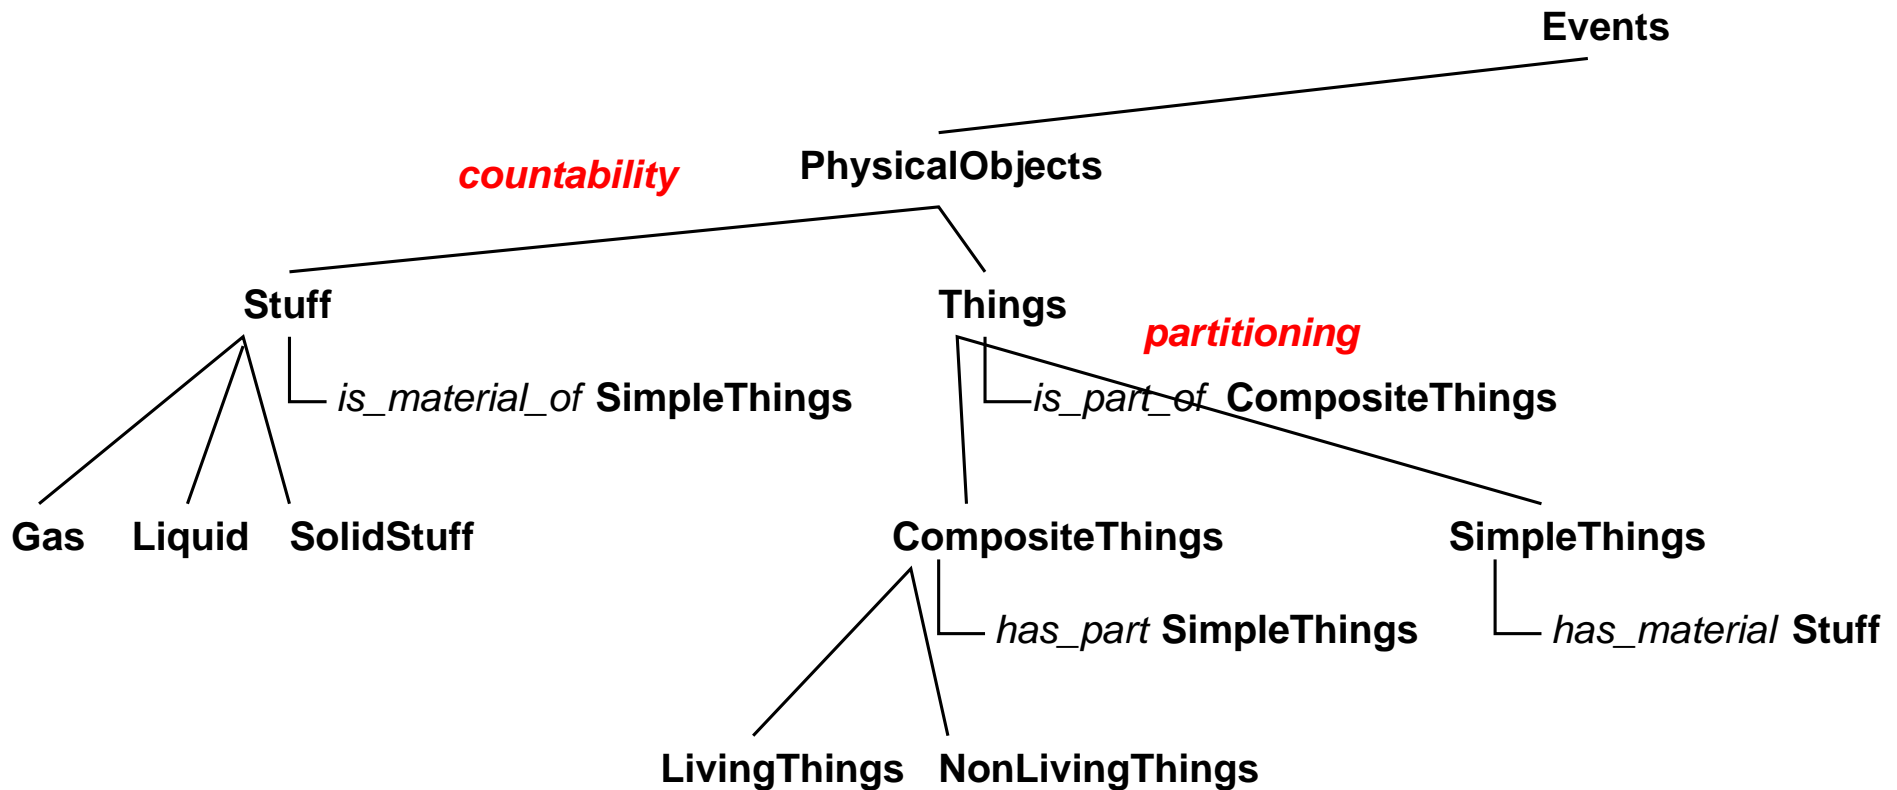 Events
countability PhysicalObjects
Stuff Things
partitioning
is_material_of SimpleThings is_part_of CompositeThings
Gas Liquid SolidStuff CompositeThings SimpleThings
has_part SimpleThings has_material Stuff
LivingThings NonLivingThings